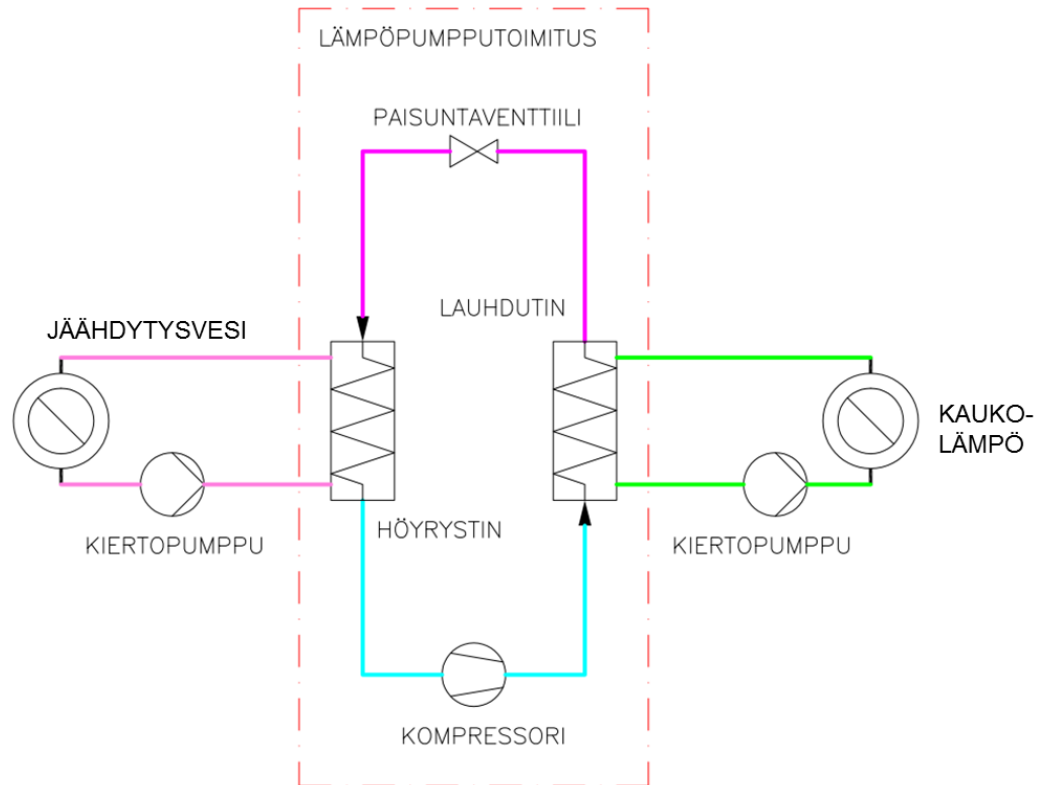 LÄMPÖPUMPPUTOIMITUS
PAISUNTAVENTTIILI
LAUHDUTIN
JÄÄHDYTYSVESI
KAUKO-
LÄMPÖ
HÖYRYSTIN
KIERTOPUMPPU
KIERTOPUMPPU
KOMPRESSORI